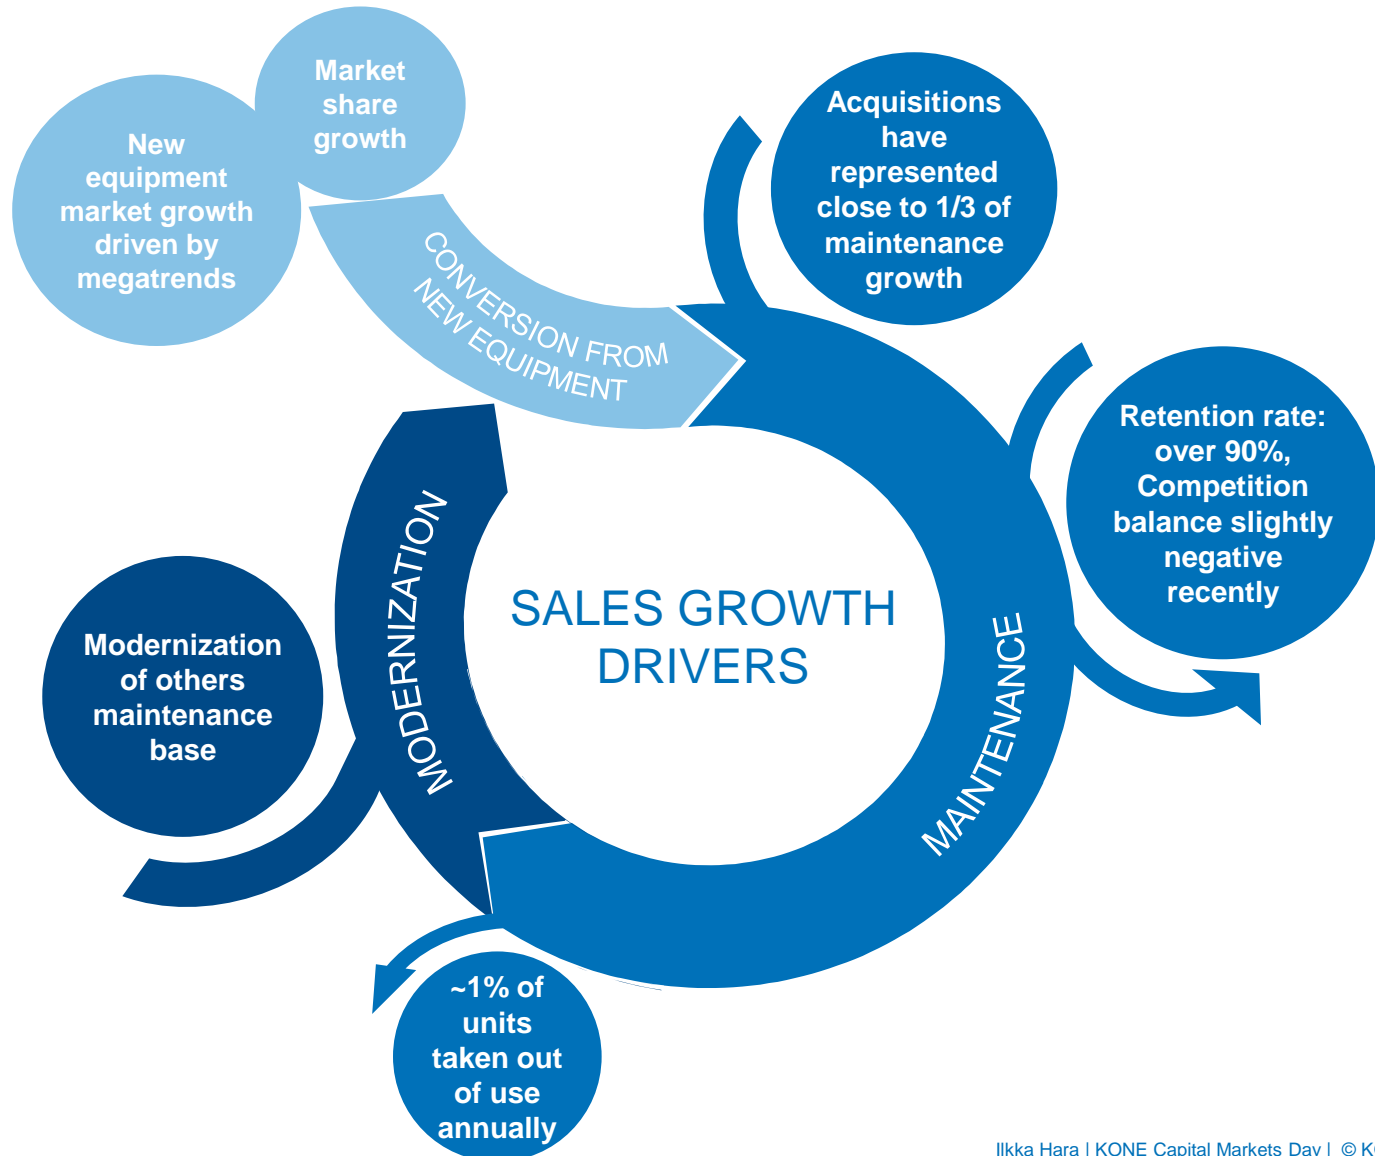 Market
share
growth
New
equipment
market growth
driven by
megatrends
Acquisitions
have
represented
close to 1/3 of
maintenance
growth
CONVERSION FROM
NEW EQUIPMENT
Retention rate:
over 90%,
Competition
balance slightly
negative
recently
MODERNIZATION
SALES GROWTH
DRIVERS
MAINTENANCE
Modernization
of others
maintenance
base
~1% of
units
taken out
of use
annually
Ilkka Hara | KONE Capital Markets Day | © KO